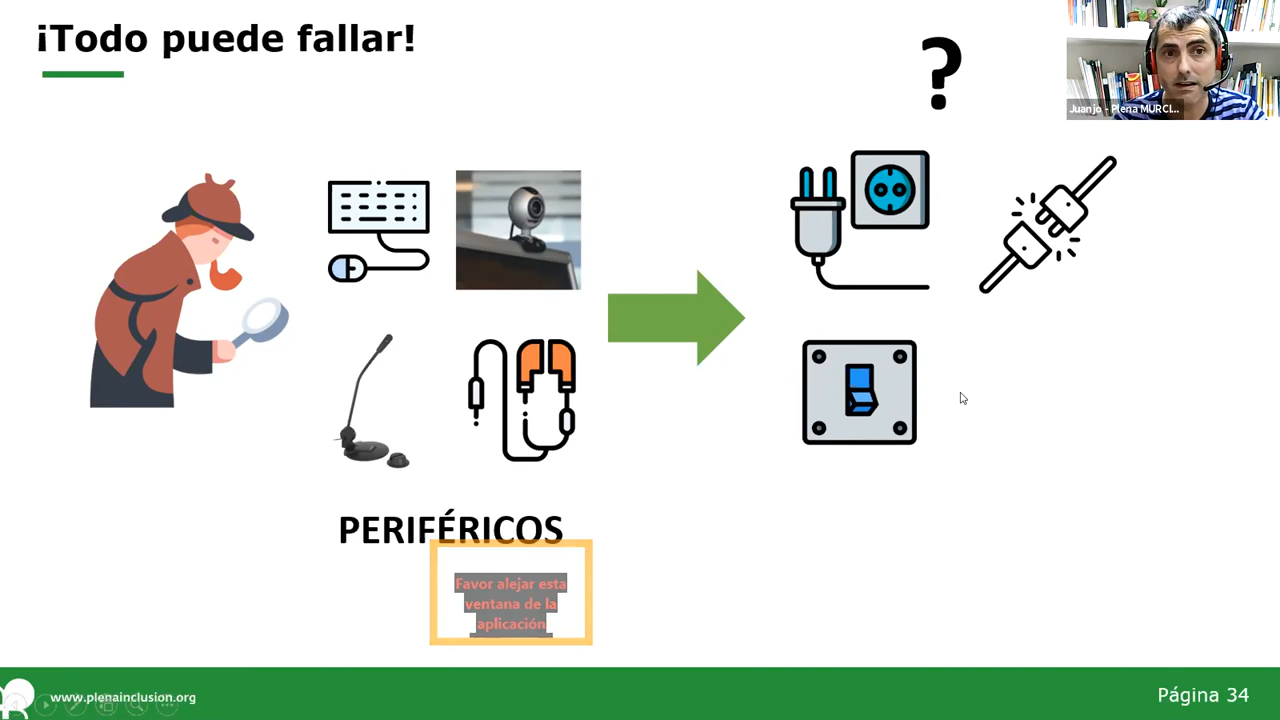 ¡Todo puede fallar!
?
Juanjo - Plena MURCI...
PERIFÉRICOS
Favor alejar esta
ventana de la
aplicación
www.plenainclusion.org
Página 34